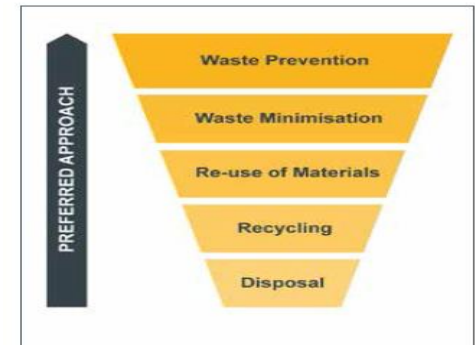 PREFERRED APPROACH
Waste Prevention
Waste Minimisation
Re-use of Materials
Recycling
Disposal